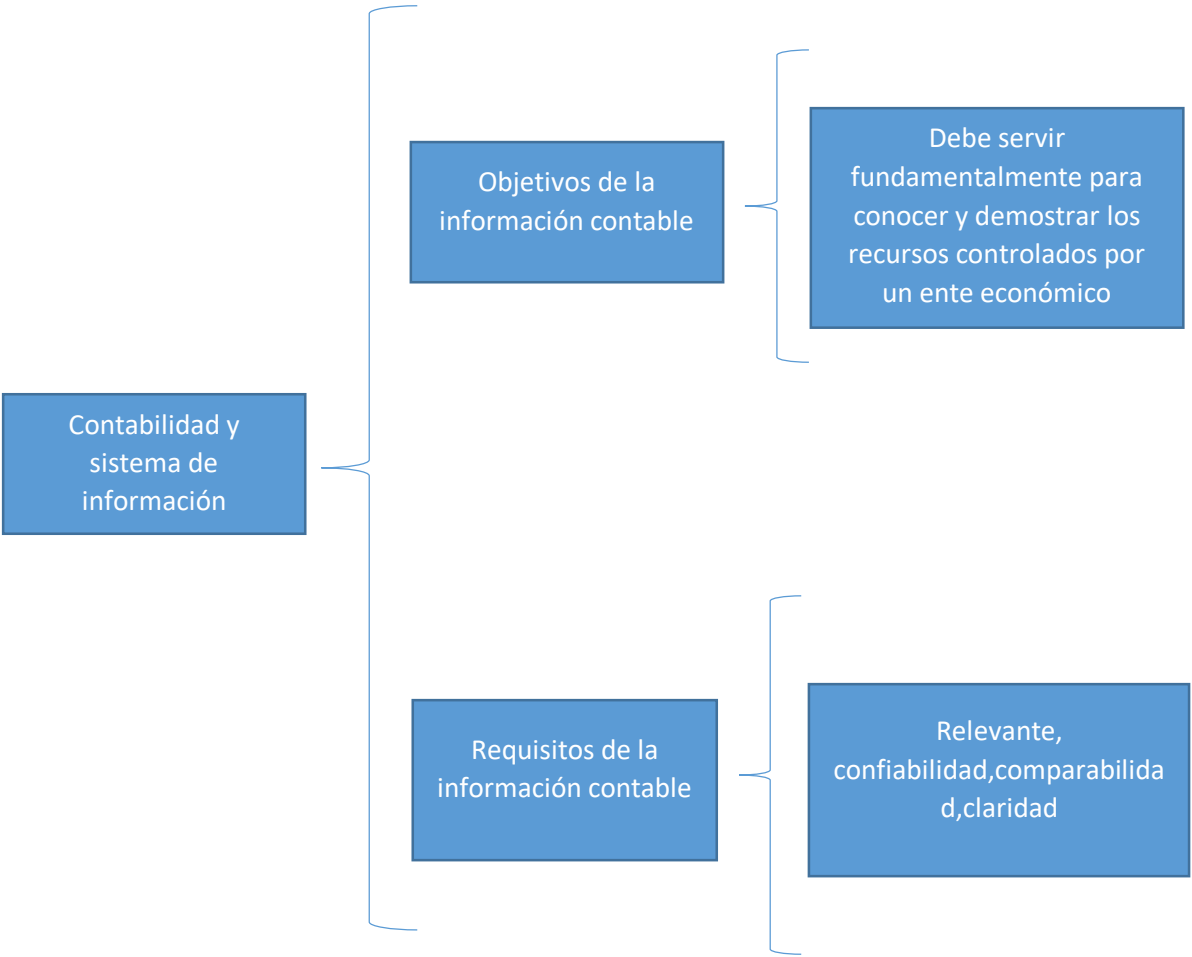 Contabilidad y
sistema de
información
Objetivos de la
información contable
Debe servir
fundamentalmente para
conocer y demostrar los
recursos controlados por
un ente económico
Requisitos de la
información contable
Relevante,
confiabilidad,comparabilida
d,claridad